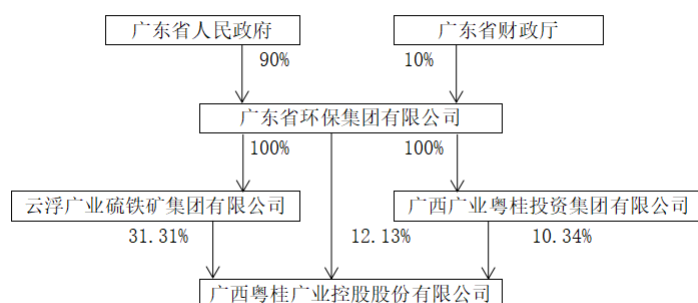 广东省人民政府
广东省财政厅
90%
10%
广东省环保集团有限公司
100%
100%
云浮广业硫铁矿集团有限公司
广西广业粤桂投资集团有限公司
31.31%
12.13%
10.34%
广西粤桂广业控股股份有限公司